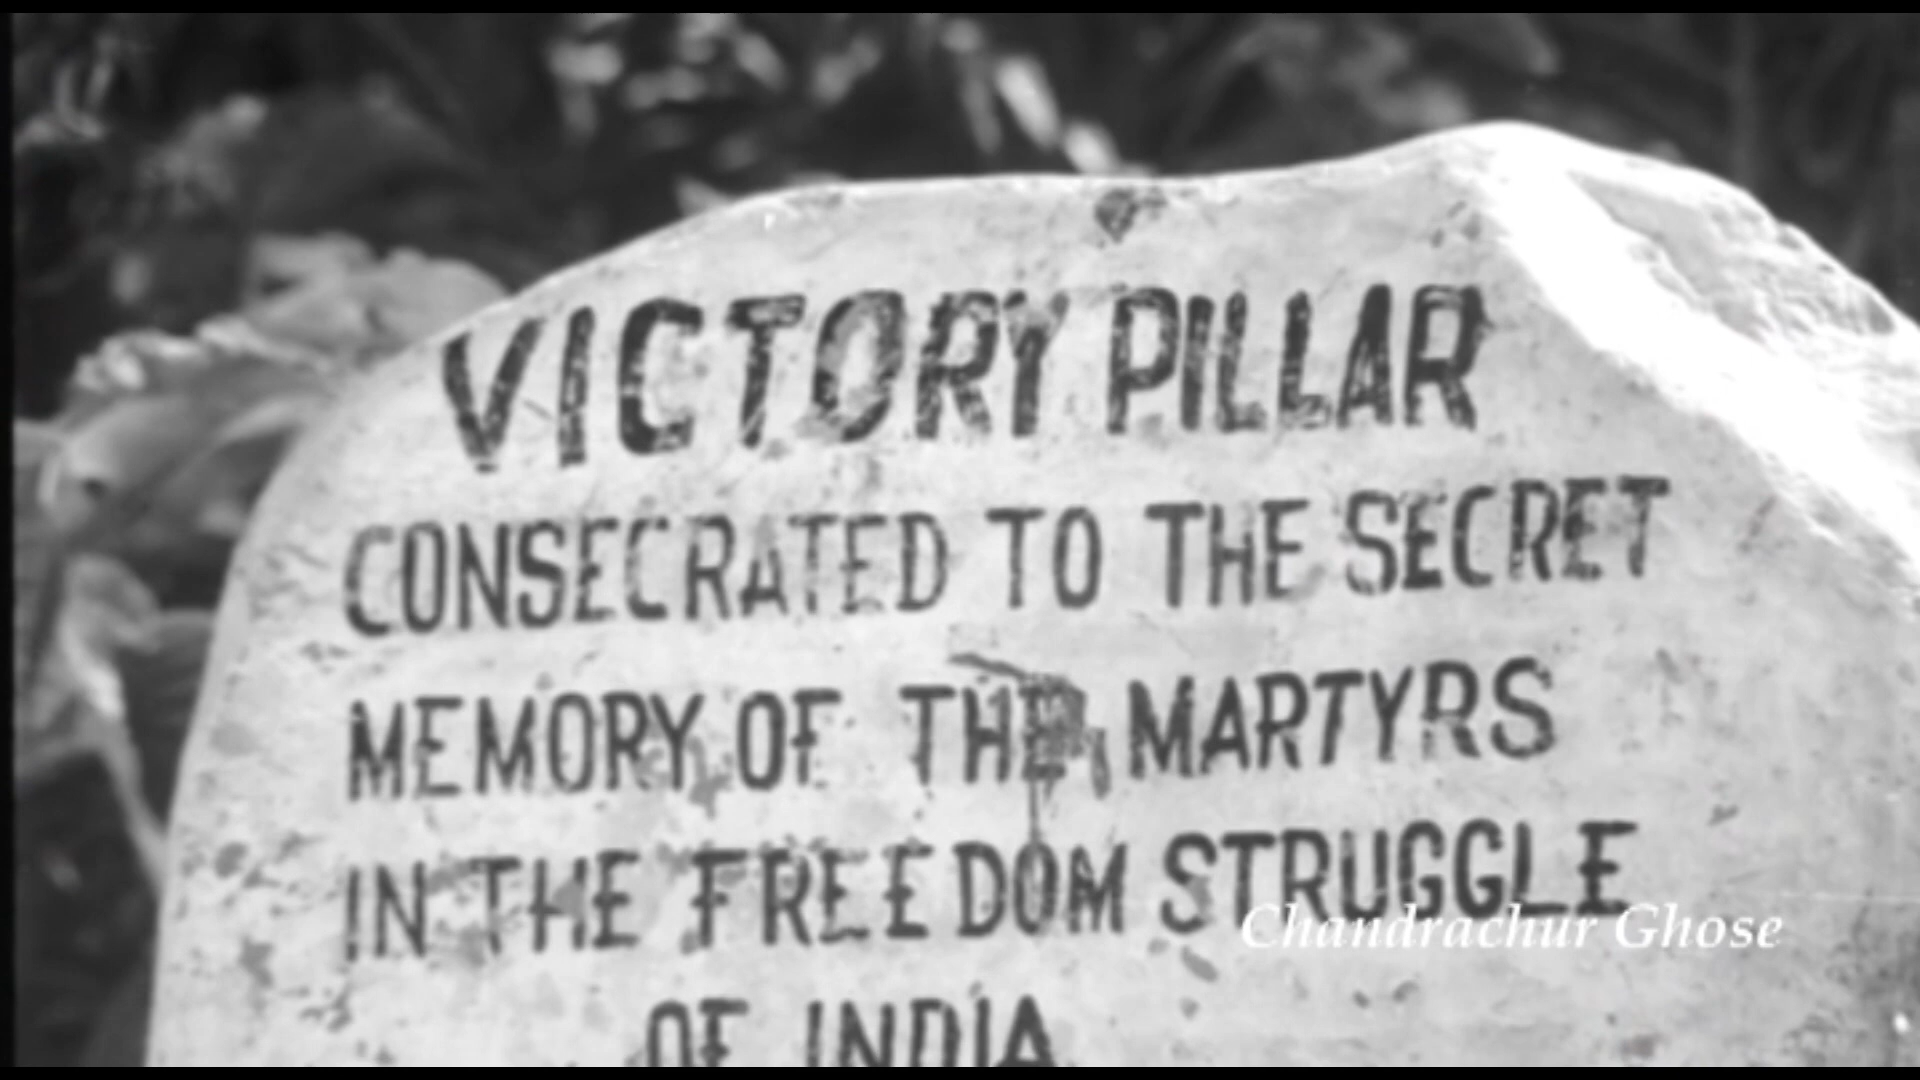 VICTORY PILLAR
CONSECRATED TO THE SECRET
MEMORY OF THE MARTYRS
IN THE FREEDOM STRUGGLE
Chandrachur Ghose
OF INDIA